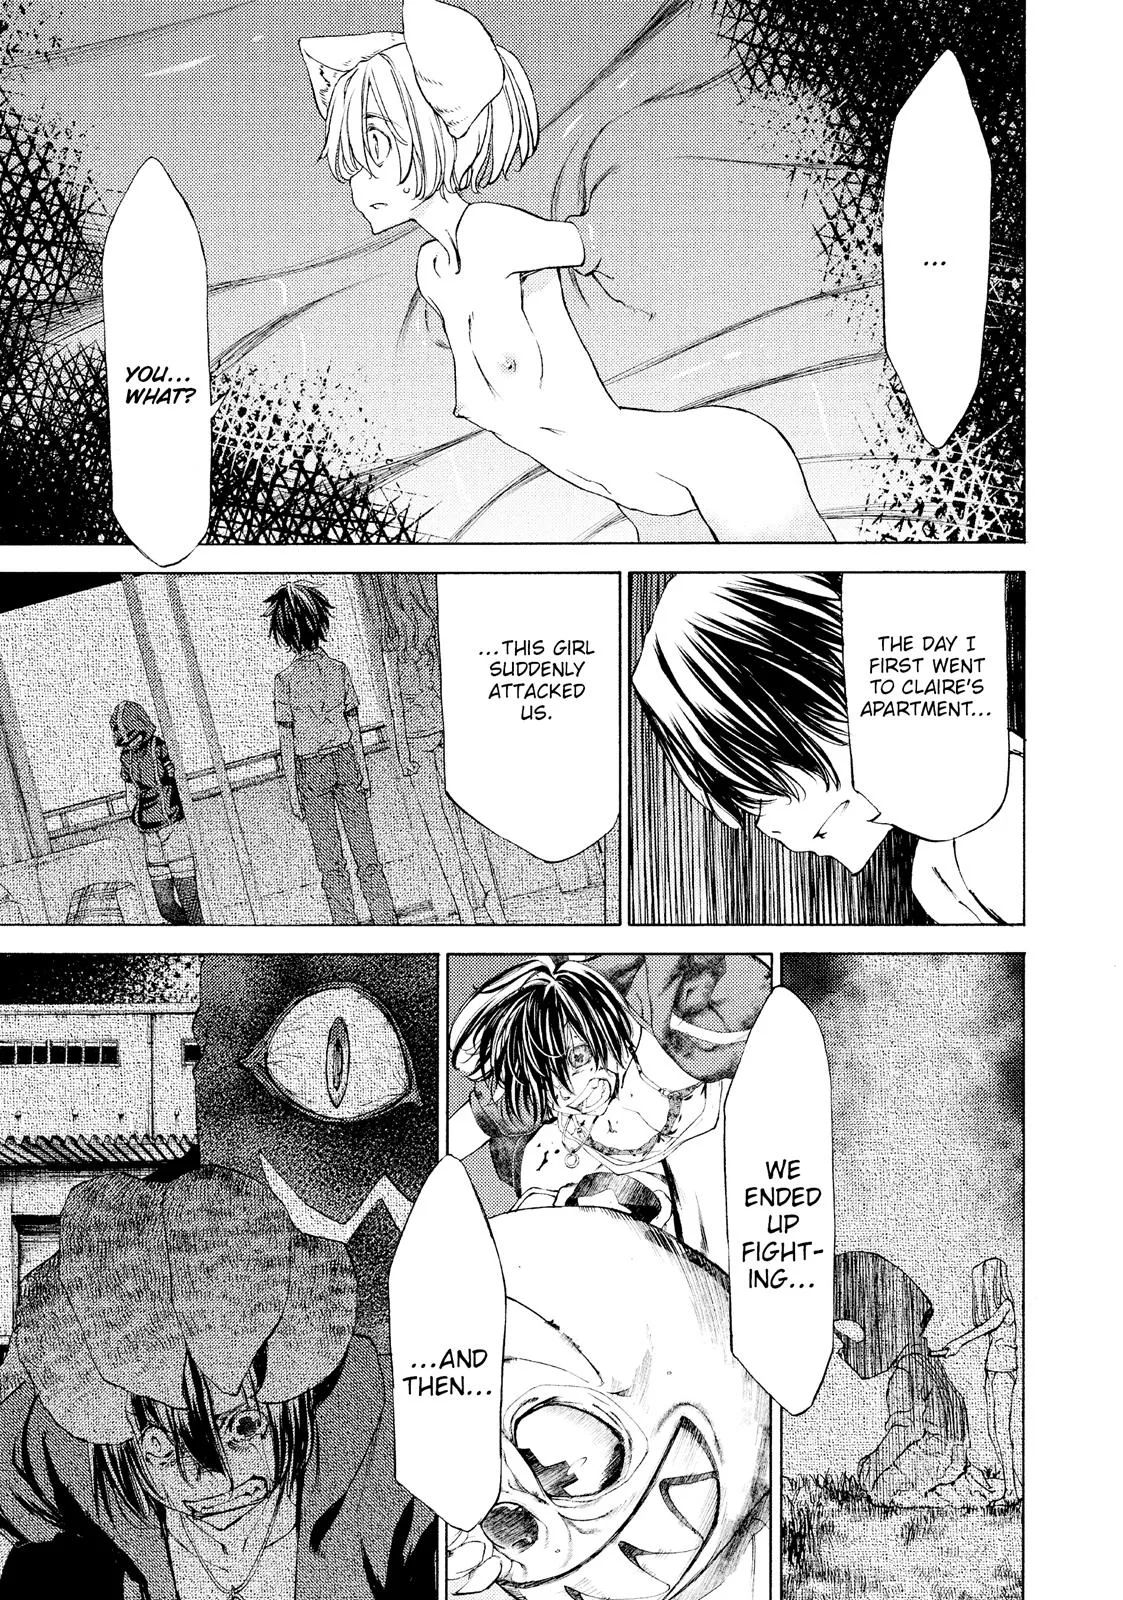 ...
YOU...
WHAT?
THE DAY I
FIRST WENT
TO CLAIRE'S
APARTMENT...
...THIS GIRL
SUDDENLY
ATTACKED
US.
WE
ENDED
UP
FIGHT-
ING...
...AND
THEN...